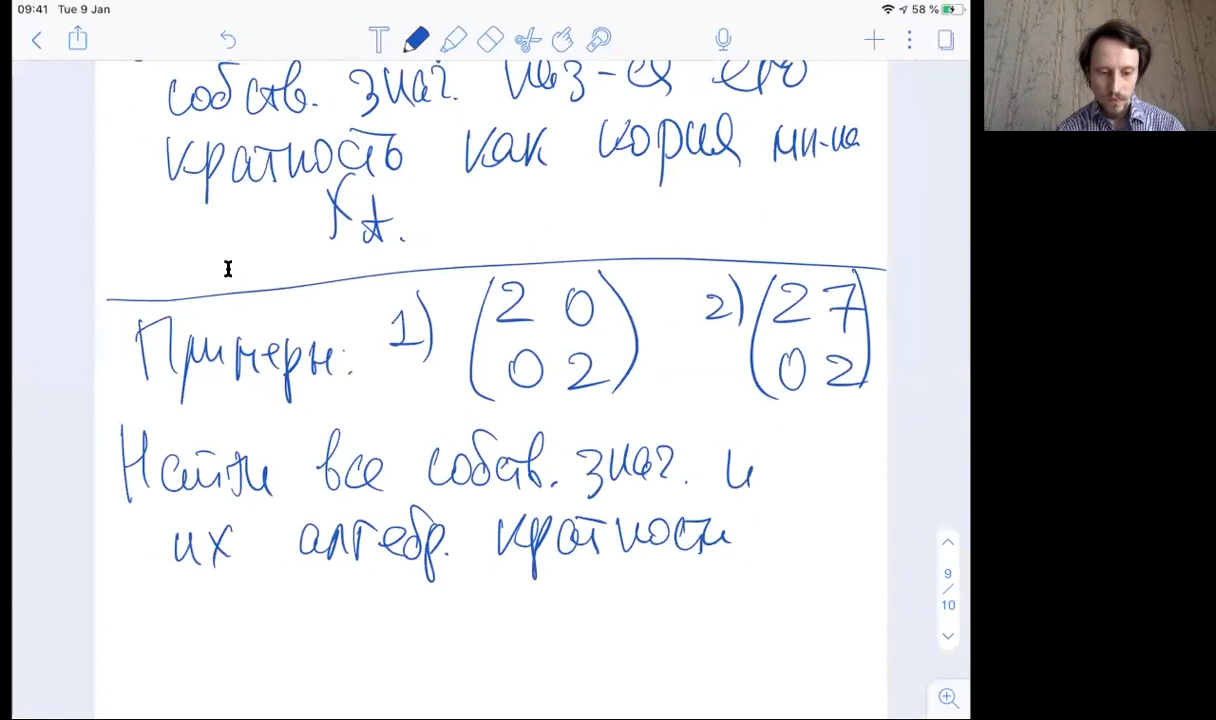 09:41 Tue 9 Jan 58 %
T
собств. знач. наз-ся его
кратность как корня мн-на
χ_A.
Примеры: 1) (2 0 2) (2 7
0 2) 0 2)
Найти все собств. знач. и
их алгебр. кратности
9
/
10